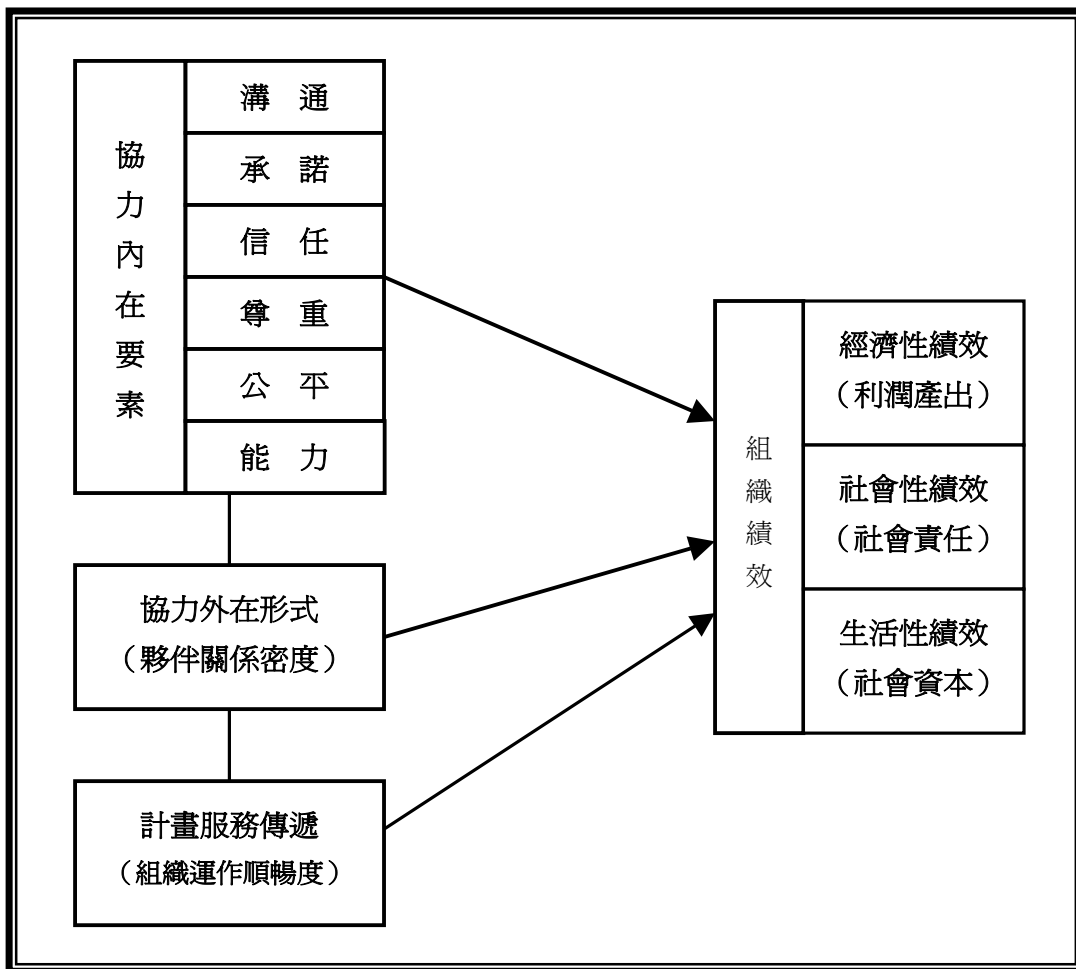 協力內在要素
溝 通
承 諾
信 任
尊 重
公 平
能 力
協力外在形式
（夥伴關係密度）
計畫服務傳遞
（組織運作順暢度）
組織績效
經濟性績效
（利潤產出）
社會性績效
（社會責任）
生活性績效
（社會資本）